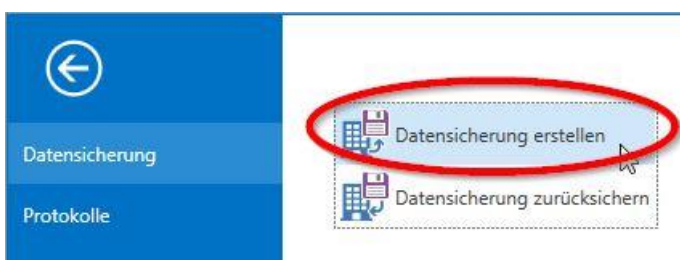 Datensicherung
Protokolle
Datensicherung erstellen
Datensicherung zurücksichern